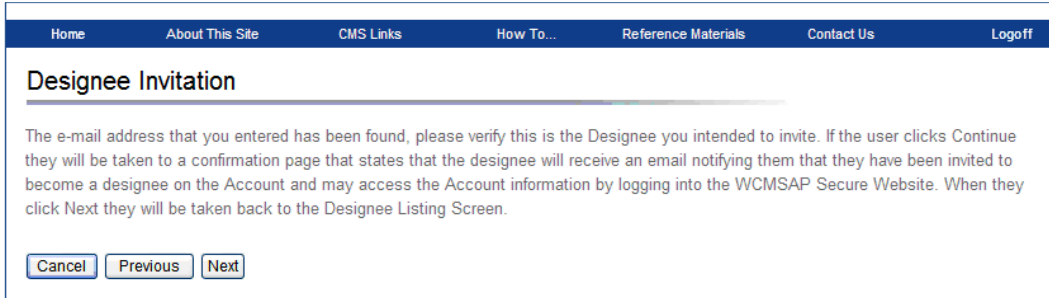 Home About This Site CMS Links How To... Reference Materials Contact Us Logoff
Designee Invitation
The e-mail address that you entered has been found, please verify this is the Designee you intended to invite. If the user clicks Continue
they will be taken to a confirmation page that states that the designee will receive an email notifying them that they have been invited to
become a designee on the Account and may access the Account information by logging into the WCMSAP Secure Website. When they
click Next they will be taken back to the Designee Listing Screen.
Cancel Previous Next